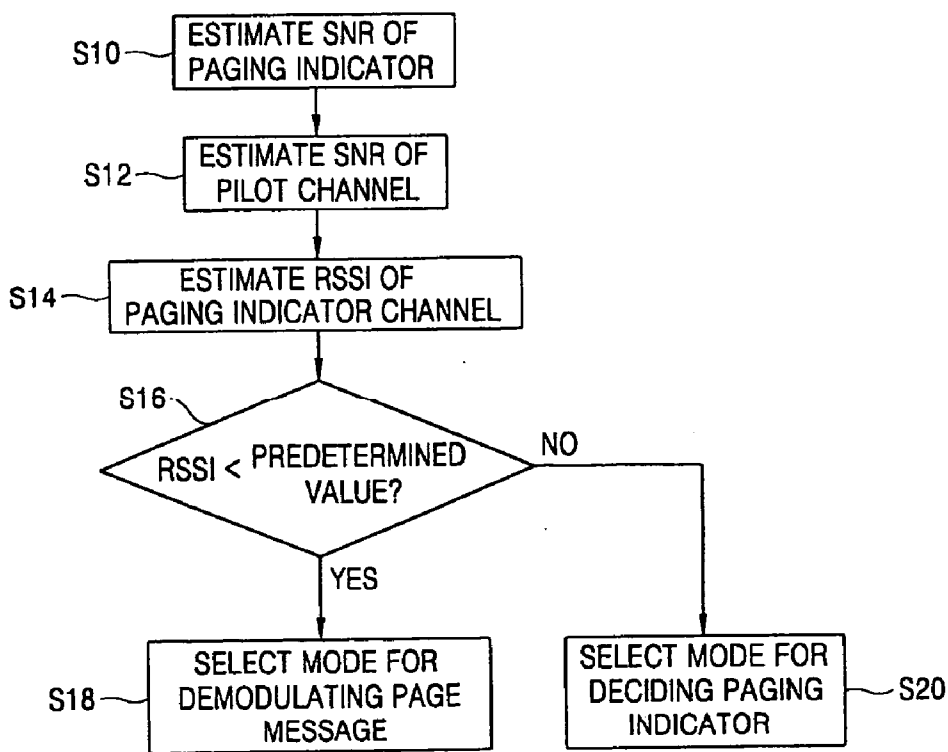 S10
ESTIMATE SNR OF
PAGING INDICATOR
S12
ESTIMATE SNR OF
PILOT CHANNEL
S14
ESTIMATE RSSI OF
PAGING INDICATOR CHANNEL
S16
RSSI < PREDETERMINED
VALUE?
NO
YES
S18
SELECT MODE FOR
DEMODULATING PAGE
MESSAGE
SELECT MODE FOR
DECIDING PAGING
INDICATOR
S20